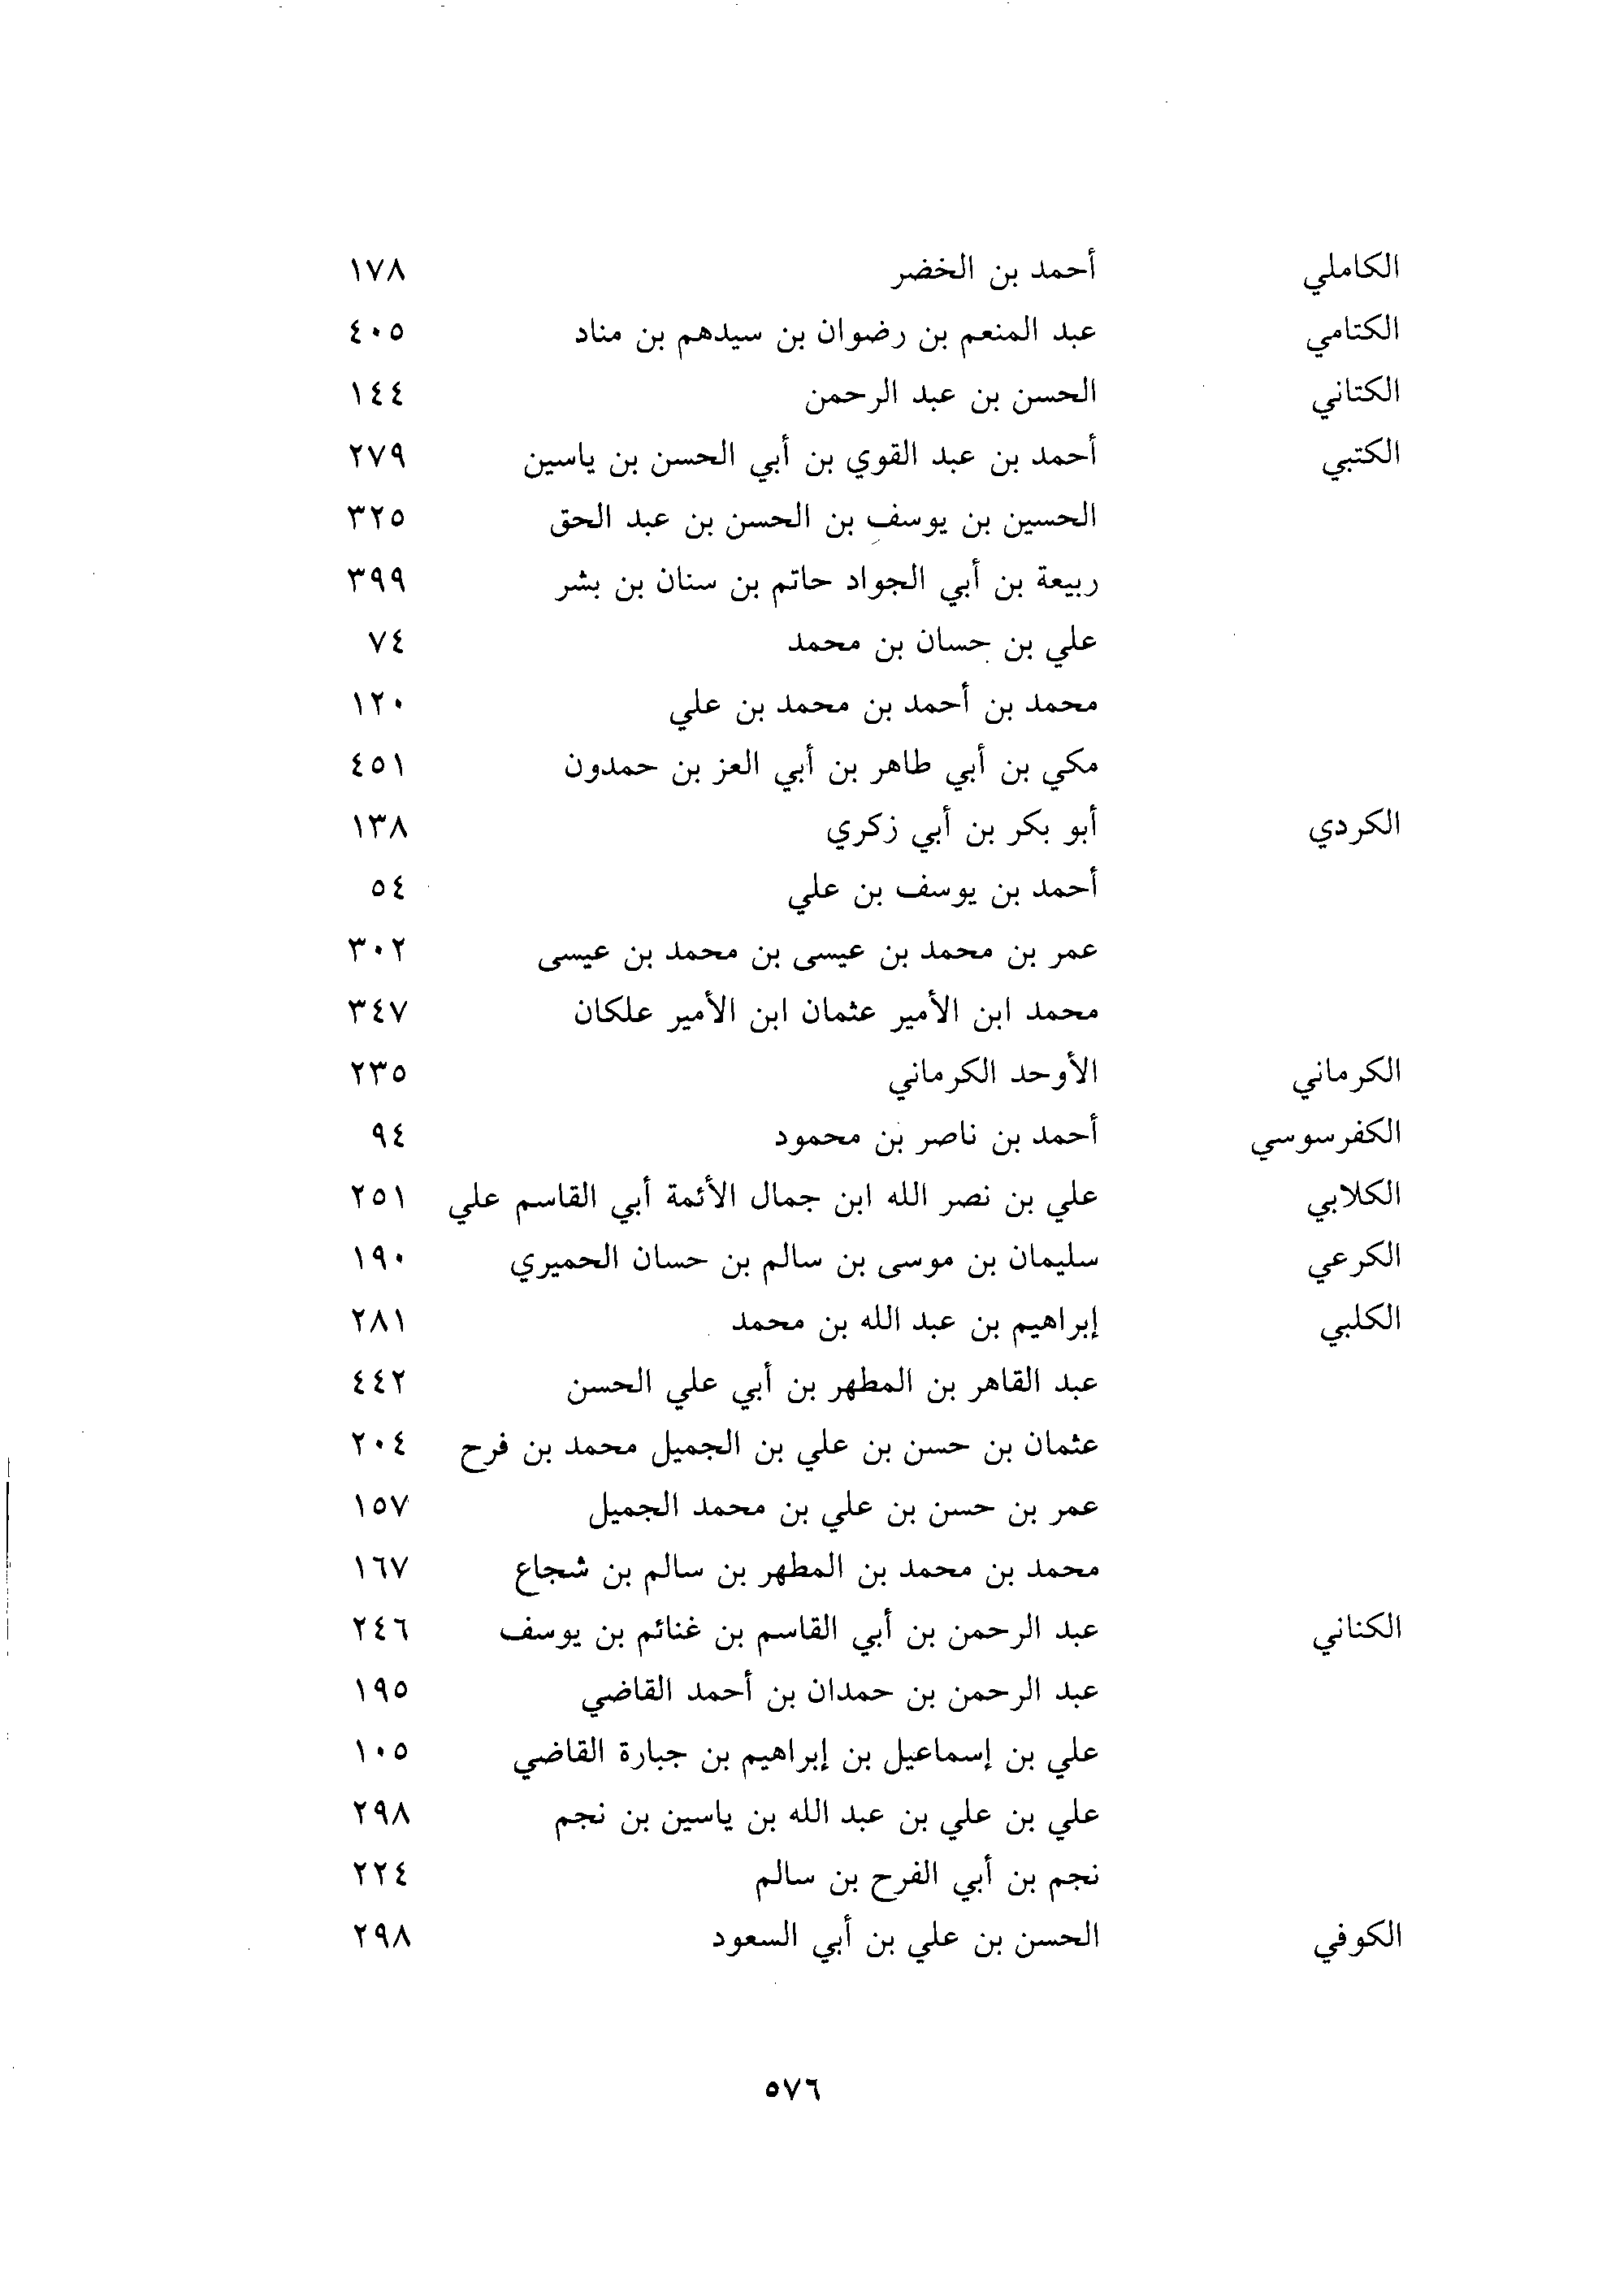 الكاملي أحمد بن الخضر ١٧٨
الكتامي عبد المنعم بن رضوان بن سيدهم بن مناد ٤٠٥
الكتاني الحسن بن عبد الرحمن ١٤٤
الكتبي أحمد بن عبد القوي بن أبي الحسن بن ياسين ٢٧٩
الحسين بن يوسف بن الحسن بن عبد الحق ٣٢٥
ربيعة بن أبي الجواد حاتم بن سنان بن بشر ٣٩٩
علي بن حسان بن محمد ٧٤
محمد بن أحمد بن محمد بن علي ١٢٠
مكي بن أبي طاهر بن أبي العز بن حمدون ٤٥١
الكردي أبو بكر بن أبي زكري ١٣٨
أحمد بن يوسف بن علي ٥٤
عمر بن محمد بن عيسى بن محمد بن عيسى ٣٠٢
محمد ابن الأمير عثمان ابن الأمير علكان ٣٤٧
الكرماني الأوحد الكرماني ٢٣٥
الكفرسوسي أحمد بن ناصر بن محمود ٩٤
الكلابي علي بن نصر الله ابن جمال الأئمة أبي القاسم علي ٢٥١
الكرعي سليمان بن موسى بن سالم بن حسان الحميري ١٩٠
الكلبي إبراهيم بن عبد الله بن محمد ٢٨١
عبد القاهر بن المطهر بن أبي علي الحسن ٤٤٢
عثمان بن حسن بن علي بن الجميل محمد بن فرح ٢٠٤
عمر بن حسن بن علي بن محمد الجميل ١٥٧
محمد بن محمد بن المطهر بن سالم بن شجاع ١٦٧
الكناني عبد الرحمن بن أبي القاسم بن غنائم بن يوسف ٢٤٦
عبد الرحمن بن حمدان بن أحمد القاضي ١٩٥
علي بن إسماعيل بن إبراهيم بن جبارة القاضي ١٠٥
علي بن علي بن عبد الله بن ياسين بن نجم ٢٩٨
نجم بن أبي الفرح بن سالم ٢٢٤
الكوفي الحسن بن علي بن أبي السعود ٢٩٨
٥٧٦